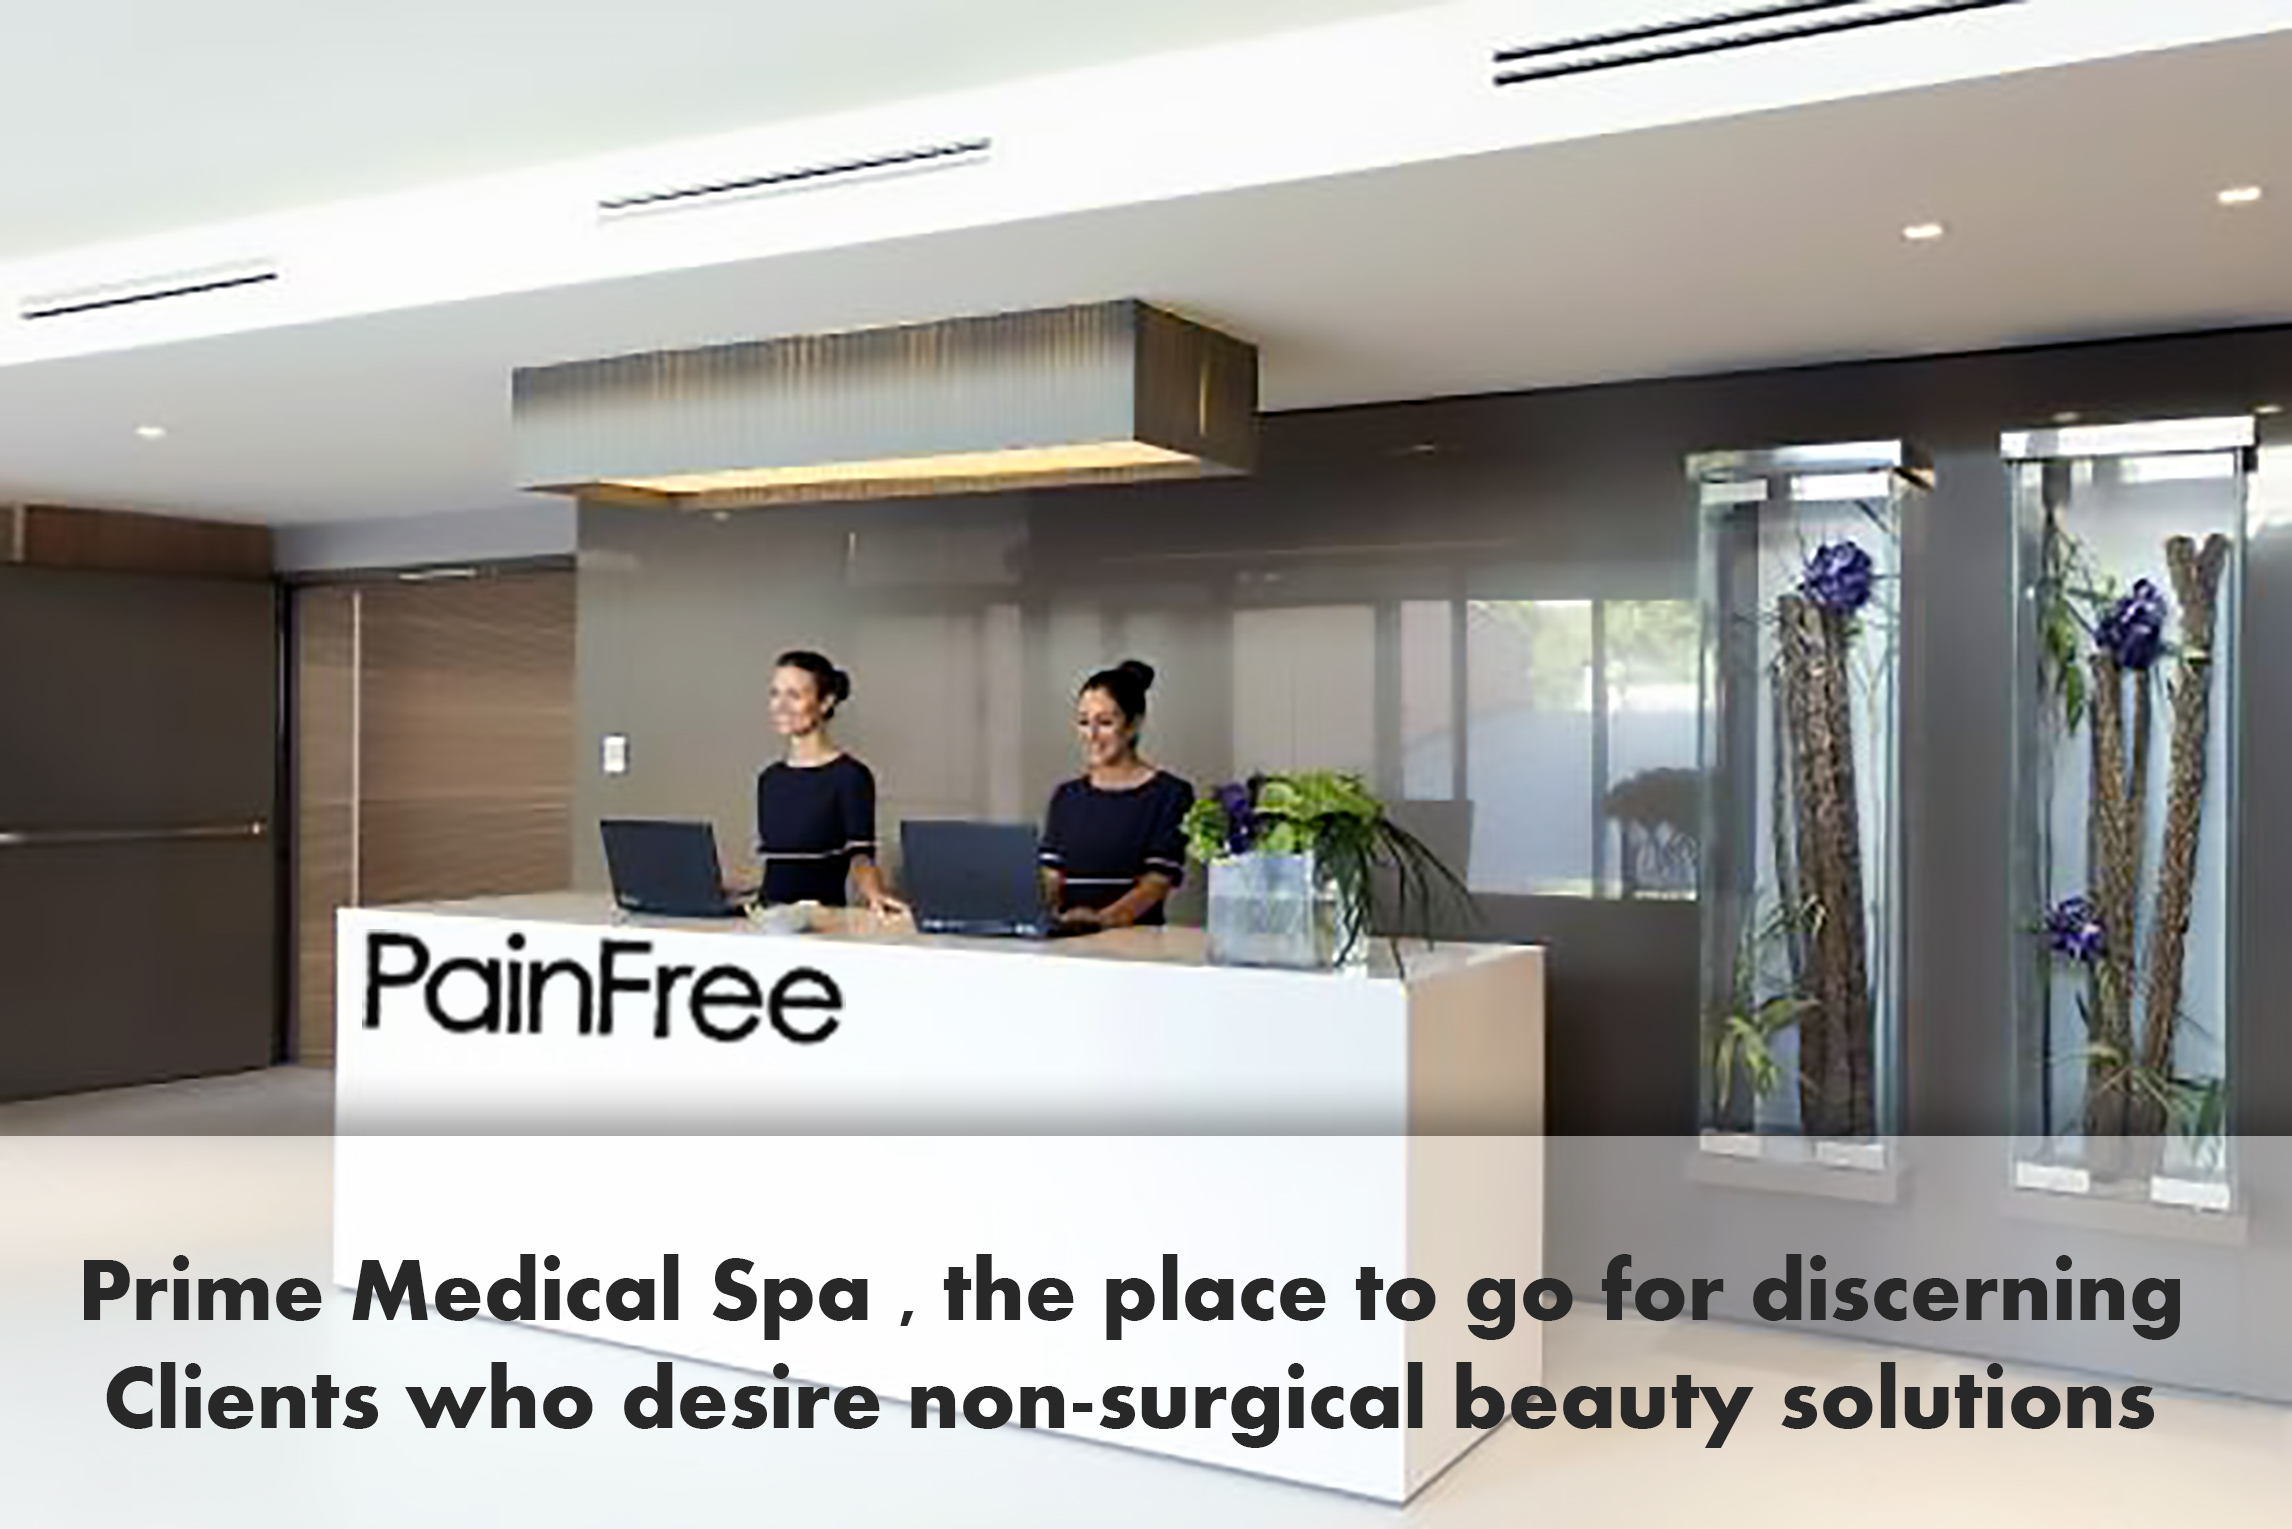 PainFree
Prime Medical Spa , the place to go for discerning
Clients who desire non-surgical beauty solutions